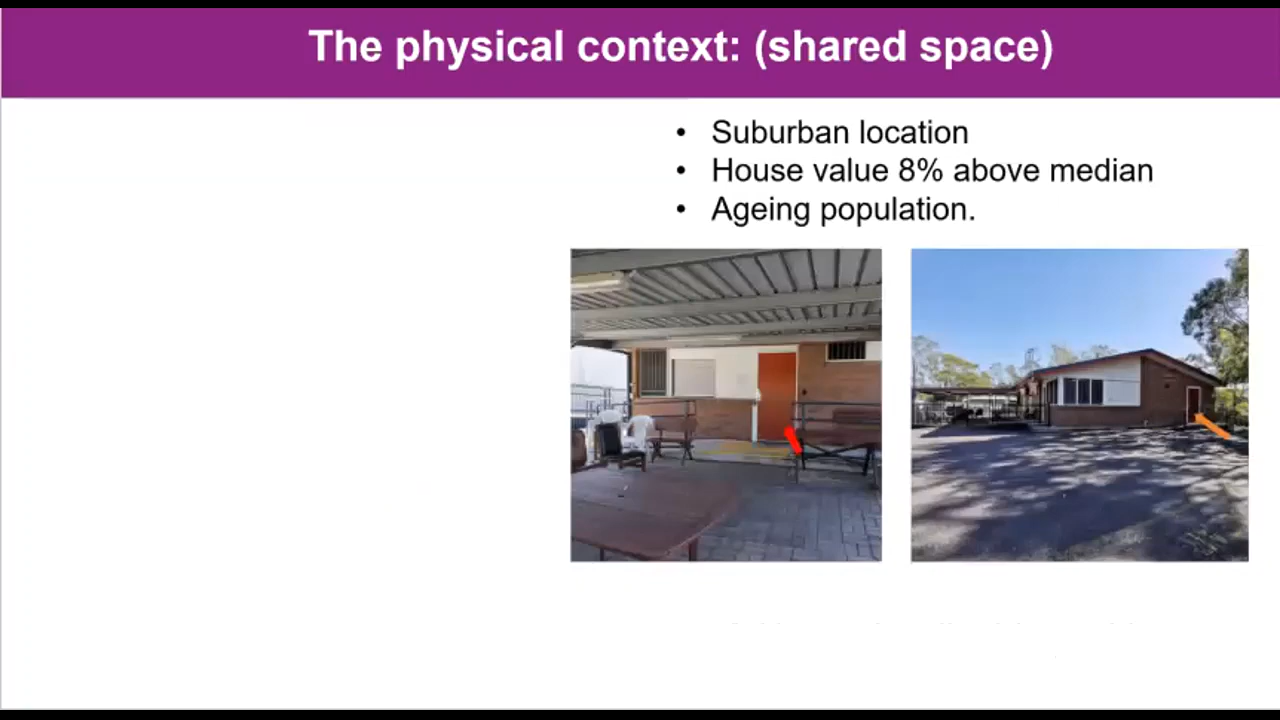 The physical context: (shared space)
• Suburban location
• House value 8% above median
• Ageing population.